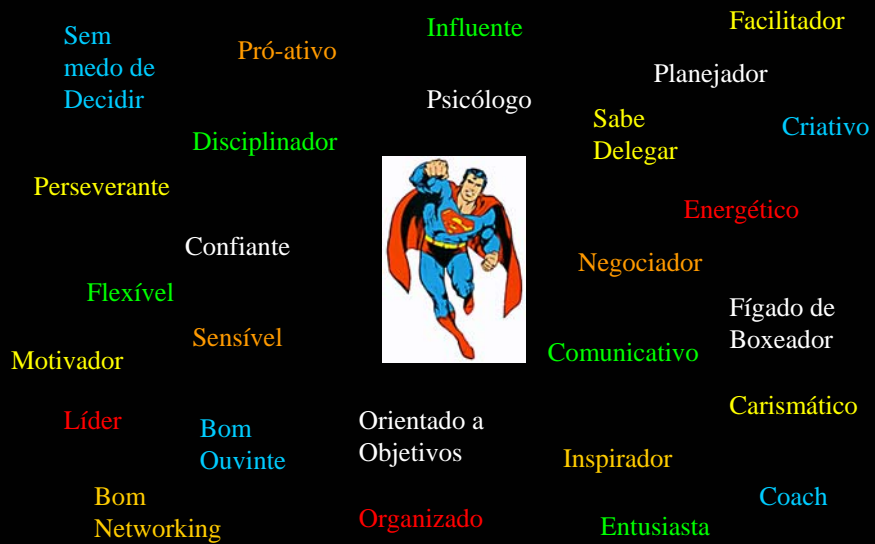 Influente
Facilitador
Sem
medo de
Decidir
Pró-ativo
Planejador
Psicólogo
Sabe
Delegar
Criativo
Disciplinador
Perseverante
Energético
Confiante
Negociador
Flexível
Fígado de
Boxeador
Sensível
Comunicativo
Motivador
Carismático
Líder
Bom
Ouvinte
Orientado a
Objetivos
Inspirador
Bom
Networking
Organizado
Entusiasta
Coach